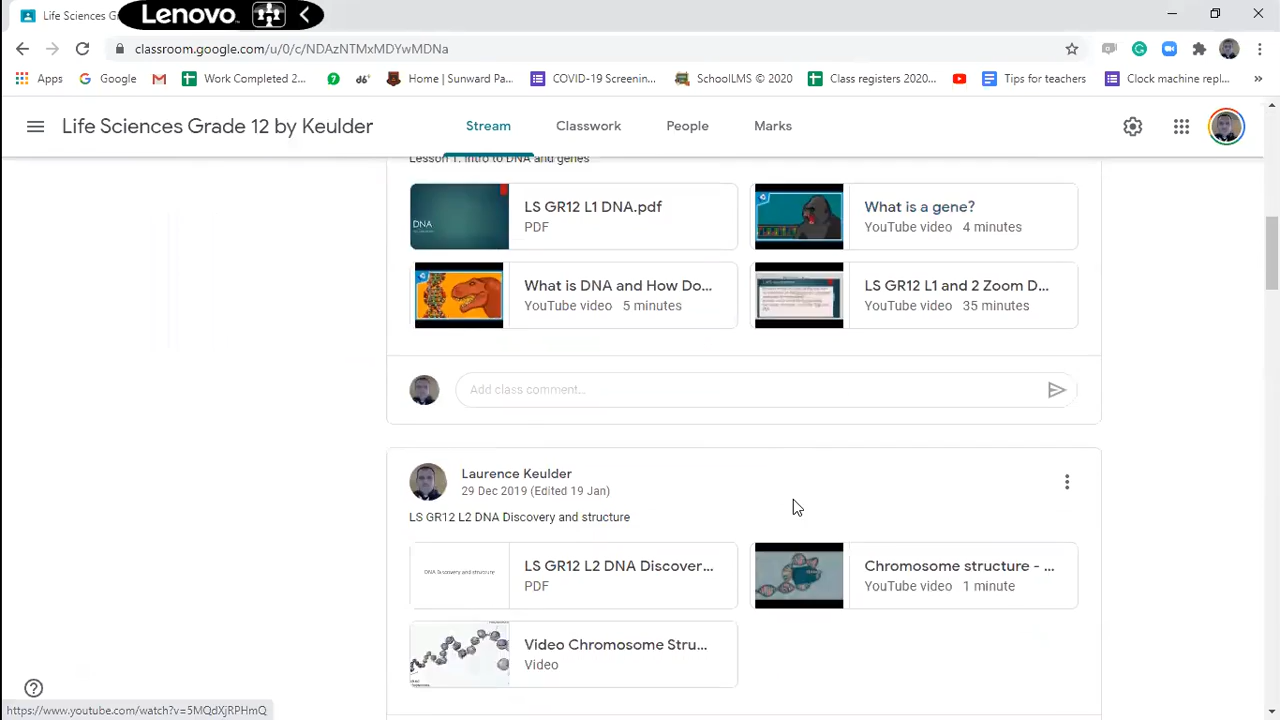 Life Sciences G
Lenovo
classroom.google.com/u/0/c/NDAzNTMxMDYwMDNa
Apps Google Work Completed 2... Home | Sunward Pa... COVID-19 Screenin... SchoolLMS © 2020 Class registers 2020... Tips for teachers Clock machine repl... »
Life Sciences Grade 12 by Keulder
Stream Classwork People Marks
Lesson 1. Intro to DNA and genes
DNA
LS GR12 L1 DNA.pdf
PDF
What is a gene?
YouTube video 4 minutes
What is DNA and How Do...
YouTube video 5 minutes
LS GR12 L1 and 2 Zoom D...
YouTube video 35 minutes
Add class comment...
Laurence Keulder
29 Dec 2019 (Edited 19 Jan)
LS GR12 L2 DNA Discovery and structure
DNA Discovery and structure
LS GR12 L2 DNA Discover...
PDF
Chromosome structure - ...
YouTube video 1 minute
Video Chromosome Stru...
Video
https://www.youtube.com/watch?v=5MQdXjRPHmQ